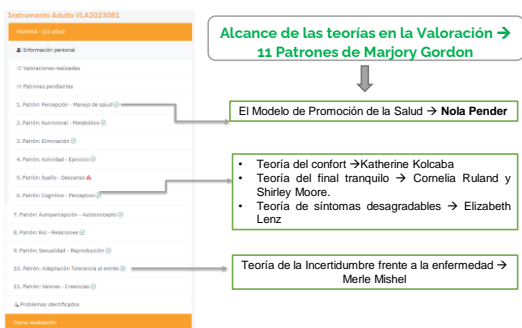 Instrumento Adulto VLA2023081
Información personal
Valoraciones realizadas
Patrones pendientes
1. Patrón: Percepción - Manejo de salud
2. Patrón: Nutricional - Metabólico
3. Patrón: Eliminación
4. Patrón: Actividad - Ejercicio
5. Patrón: Sueño - Descanso
6. Patrón: Cognitivo - Perceptivo
7. Patrón: Autopercepción - Autoconcepto
8. Patrón: Rol - Relaciones
9. Patrón: Sexualidad - Reproducción
10. Patrón: Adaptación Tolerancia al estrés
11. Patrón: Valores - Creencias
Problemas identificados
Cerrar evaluación
Alcance de las teorías en la Valoración →
11 Patrones de Marjory Gordon
El Modelo de Promoción de la Salud → Nola Pender
• Teoría del confort →Katherine Kolcaba
• Teoría del final tranquilo → Cornelia Ruland y
Shirley Moore.
• Teoría de síntomas desagradables → Elizabeth
Lenz
Teoría de la Incertidumbre frente a la enfermedad →
Merle Mishel